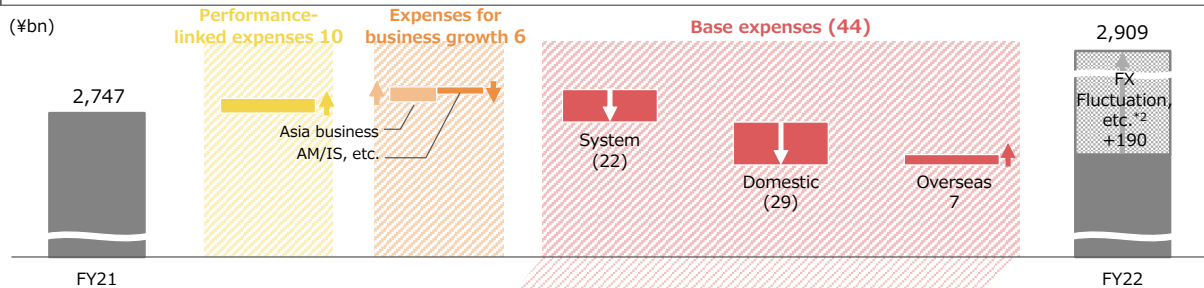 (¥bn)
Performance-
linked expenses 10
Expenses for
business growth 6
Base expenses (44)
2,747
Asia business
AM/IS, etc.
System
(22)
Domestic
(29)
Overseas
7
2,909
FX
Fluctuation,
etc.*2
+190
FY21
FY22